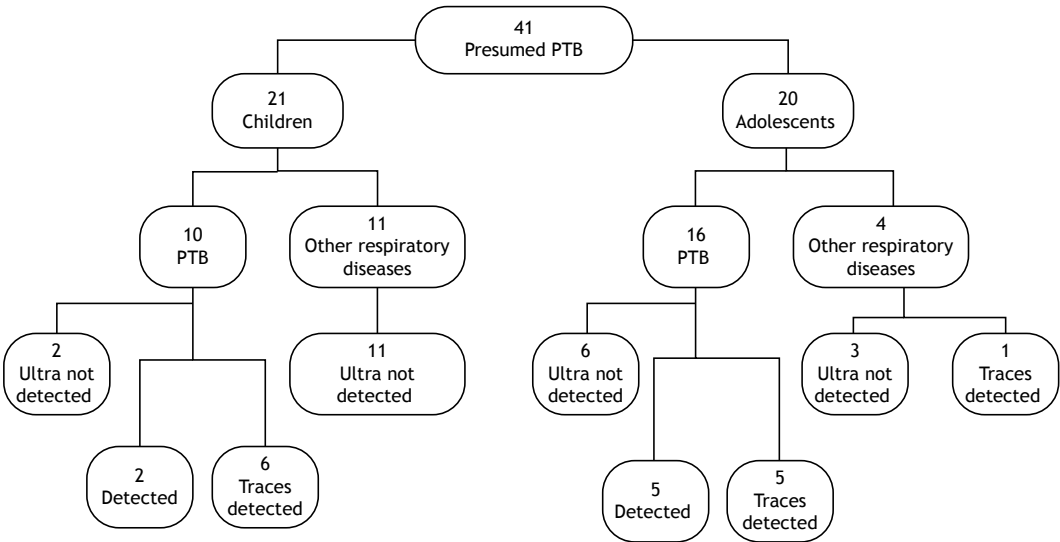 41
Presumed PTB
21
Children
20
Adolescents
10
PTB
11
Other respiratory
diseases
16
PTB
4
Other respiratory
diseases
2
Ultra not
detected
11
Ultra not
detected
6
Ultra not
detected
3
Ultra not
detected
1
Traces
detected
2
Detected
6
Traces
detected
5
Detected
5
Traces
detected